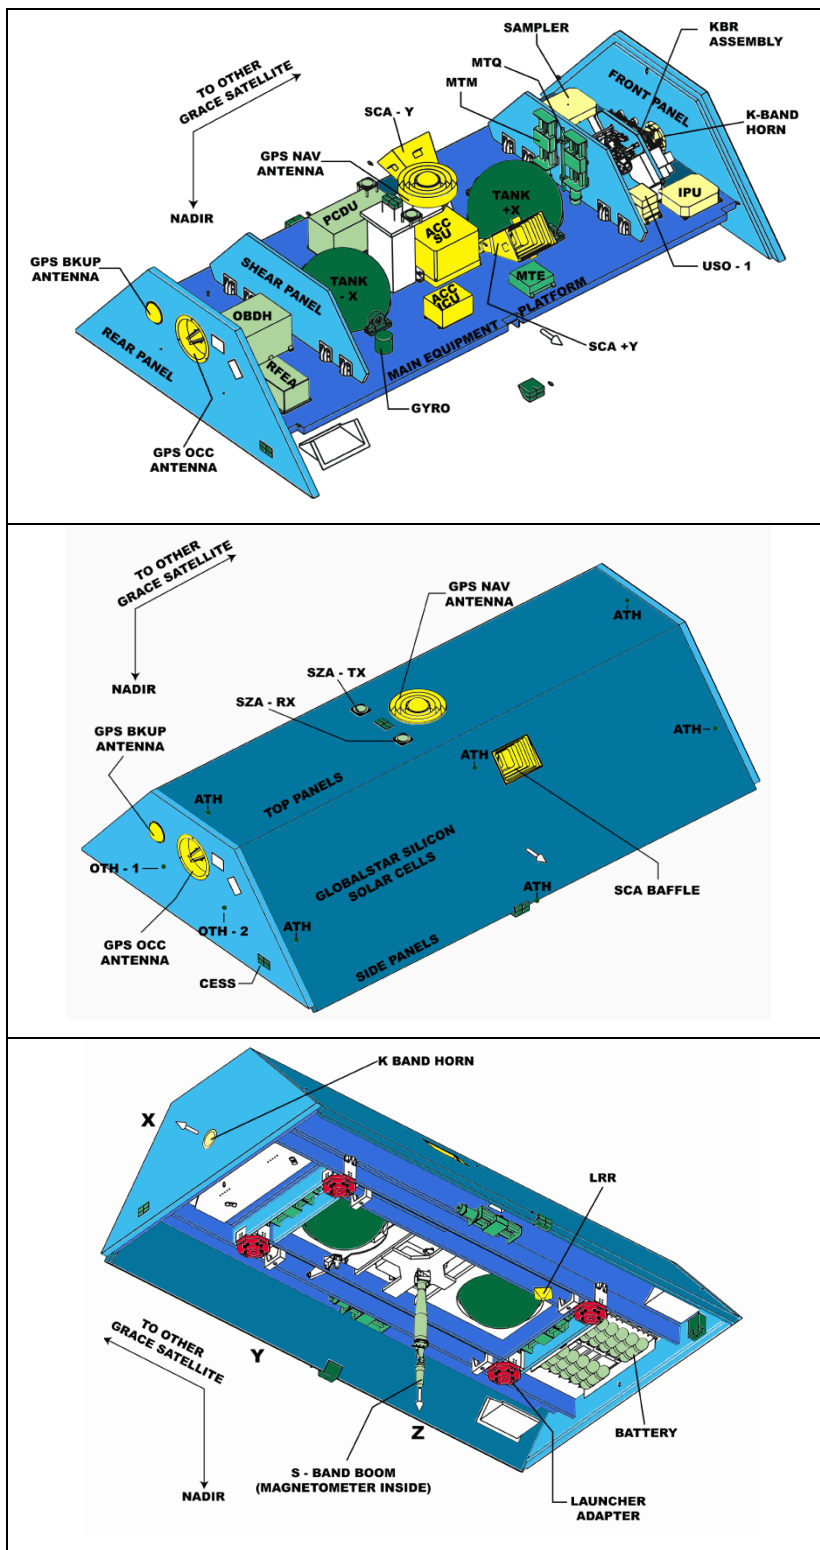 SAMPLER
KBR
ASSEMBLY
TO OTHER
GRACE SATELLITE
MTQ
MTM
FRONT PANEL
SCA - Y
K-BAND
HORN
GPS NAV
ANTENNA
NADIR
PCDU
TANK
+X
IPU
GPS BKUP
ANTENNA
ACC
SU
SHEAR PANEL
USO - 1
TANK
- X
MTE
OBDH
ACC
ICU
MAIN EQUIPMENT PLATFORM
REAR PANEL
SCA +Y
RFEA
GYRO
GPS OCC
ANTENNA
TO OTHER
GRACE SATELLITE
GPS NAV
ANTENNA
ATH
NADIR
SZA - TX
SZA - RX
GPS BKUP
ANTENNA
ATH
ATH
TOP PANELS
ATH
OTH - 1
GLOBALSTAR SILICON
SOLAR CELLS
SCA BAFFLE
ATH
GPS OCC
ANTENNA
OTH - 2
ATH
SIDE PANELS
CESS
K BAND HORN
X
LRR
TO OTHER
GRACE SATELLITE
Y
Z
BATTERY
S - BAND BOOM
(MAGNETOMETER INSIDE)
NADIR
LAUNCHER
ADAPTER